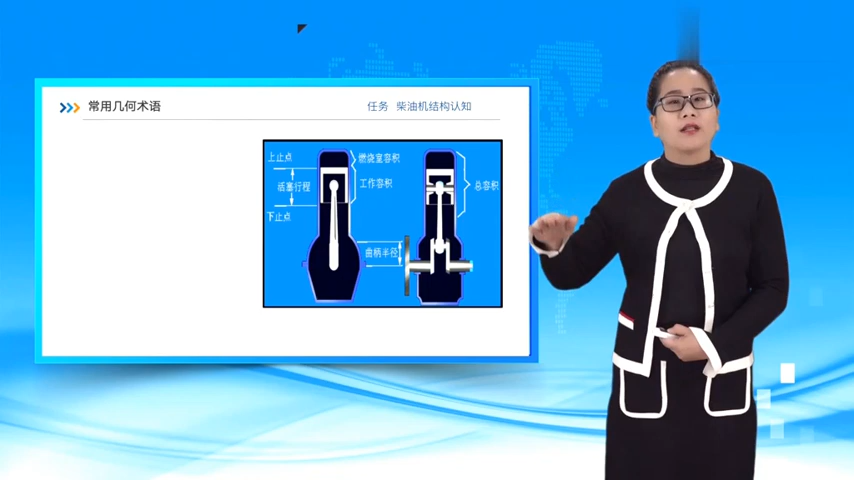 常用几何术语
任务 柴油机结构认知
上止点
燃烧室容积
工作容积
活塞行程
总容积
下止点
曲柄半径